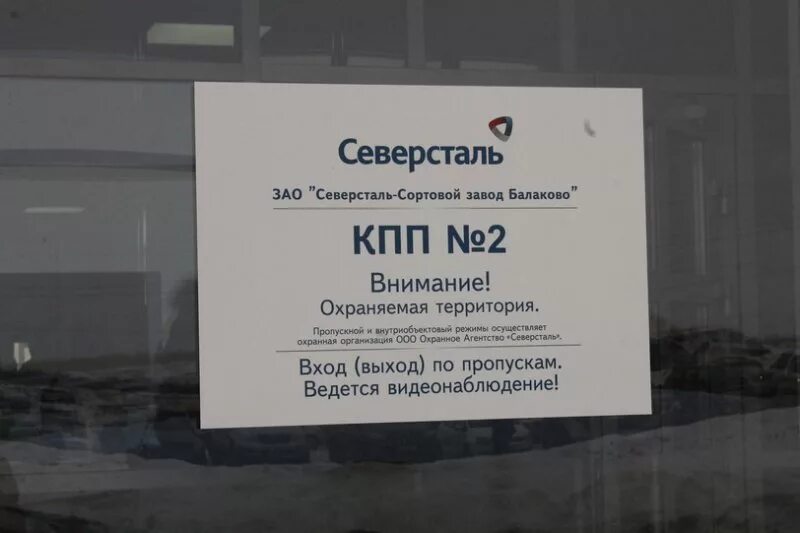 Северсталь
ЗАО "Северсталь-Сортовой завод Балаково"
КПП №2
Внимание!
Охраняемая территория.
Пропускной и внутриобъектовый режимы осуществляет
охранная организация ООО Охранное Агентство «Северсталь».
Вход (выход) по пропускам.
Ведется видеонаблюдение!